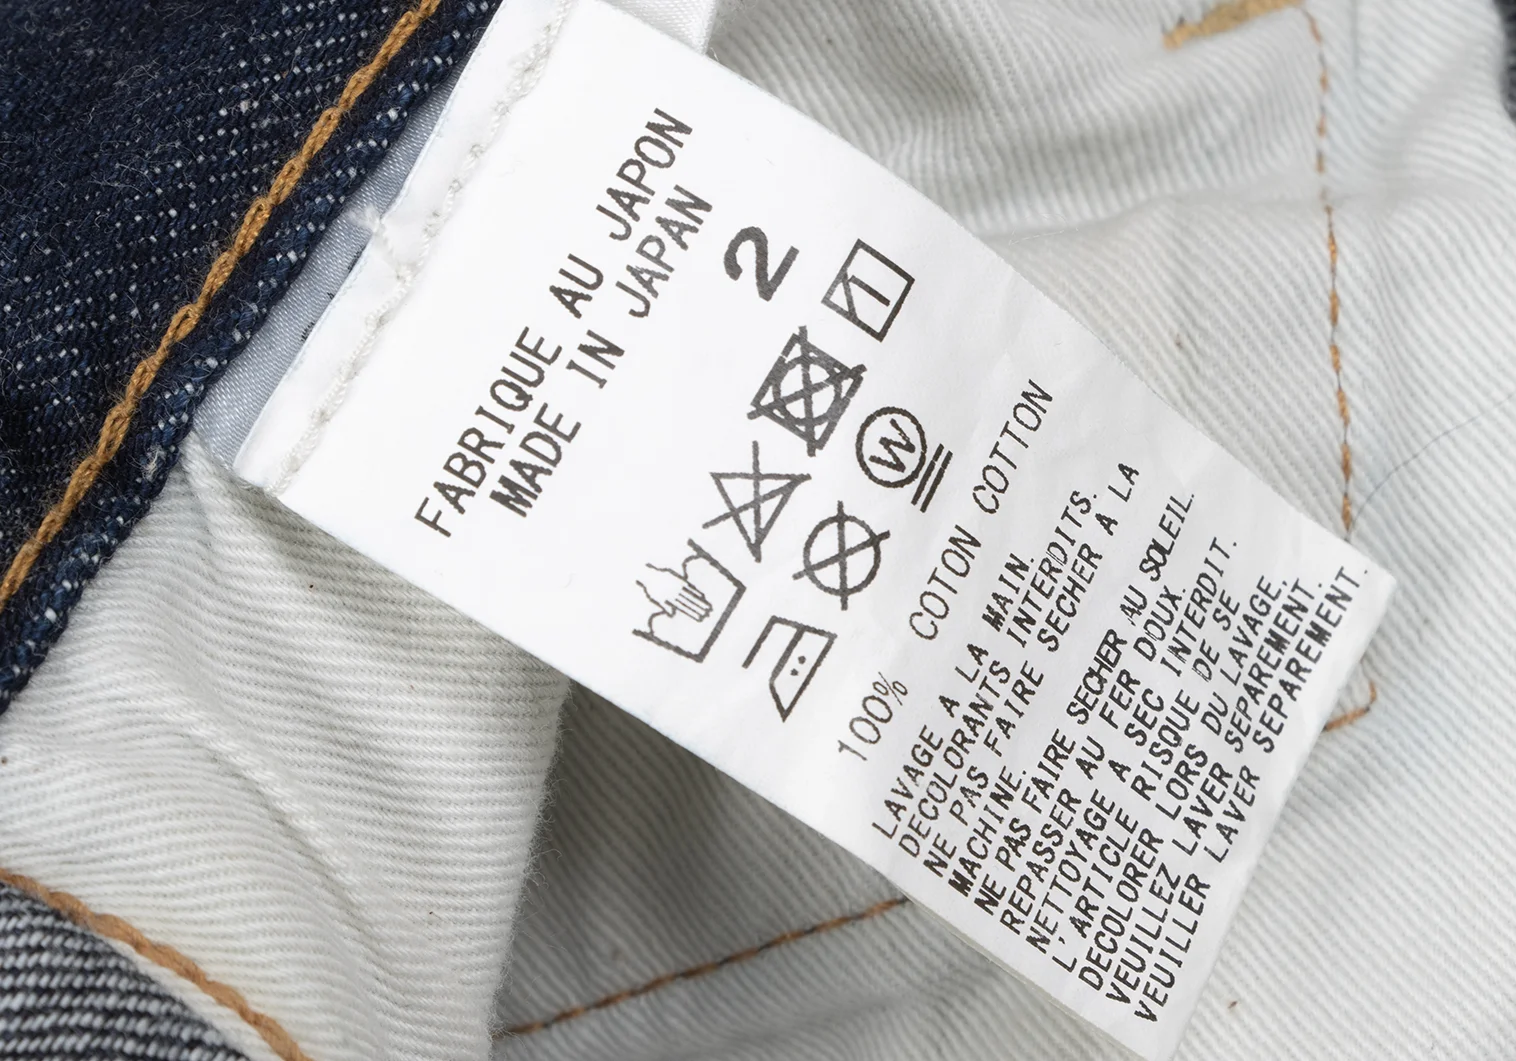 FABRIQUE AU JAPON
MADE IN JAPAN
2
W
100% COTON COTTON
LAVAGE A LA MAIN.
DECOLORANTS INTERDITS.
NE PAS FAIRE SECHER A LA
MACHINE.
NE PAS FAIRE SECHER AU SOLEIL.
REPASSER AU FER DOUX.
NETTOYAGE A SEC INTERDIT.
L'ARTICLE RISQUE DE SE
DECOLORER LORS DU LAVAGE,
VEUILLEZ LAVER SEPAREMENT.
VEUILLER LAVER SEPAREMENT.